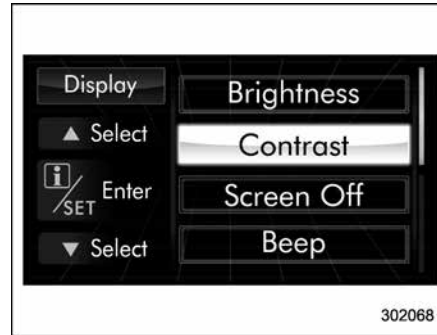 Display
▲ Select
i/SET Enter
▼ Select
Brightness
Contrast
Screen Off
Beep
302068